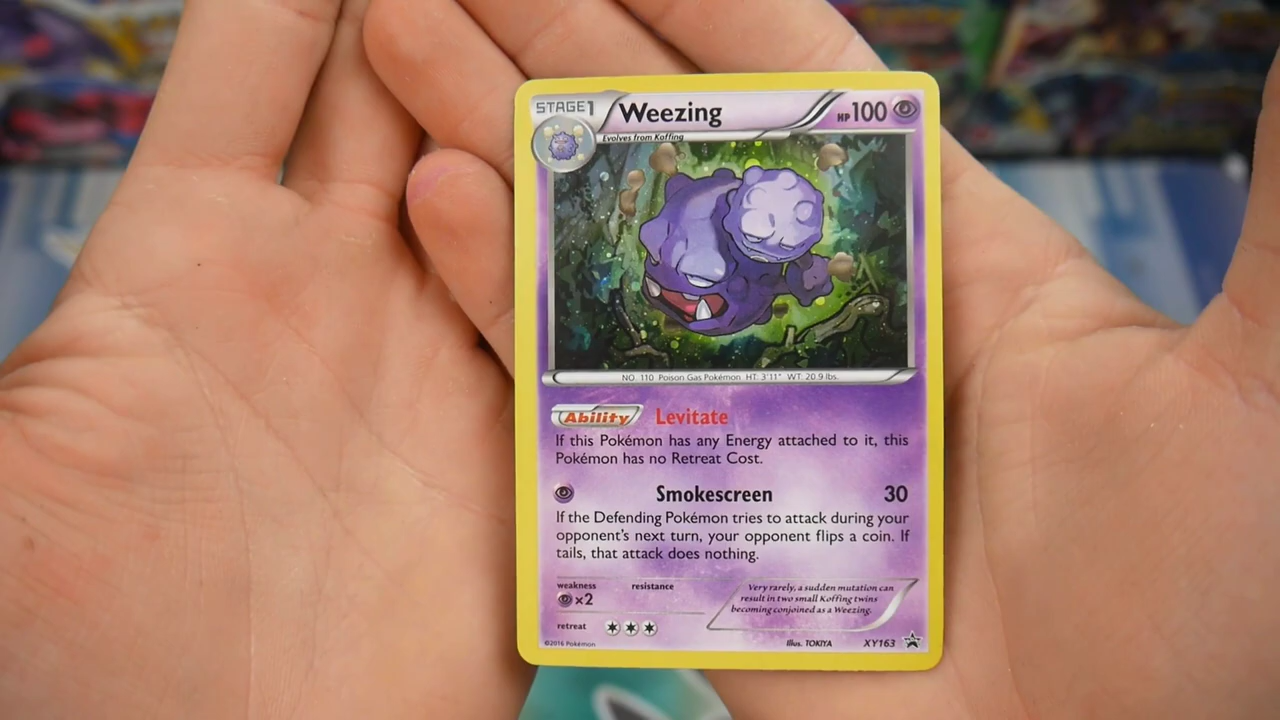 STAGE1 Weezing HP 100
Evolves from Koffing
NO. 110 Poison Gas Pokémon HT: 3'11" WT: 20.9 lbs.
Ability Levitate
If this Pokémon has any Energy attached to it, this
Pokémon has no Retreat Cost.
Smokescreen 30
If the Defending Pokémon tries to attack during your
opponent's next turn, your opponent flips a coin. If
tails, that attack does nothing.
weakness resistance
×2
retreat
Very rarely, a sudden mutation can
result in two small Koffing twins
becoming conjoined as a Weezing.
©2016 Pokémon Illus. TOKIYA XY163